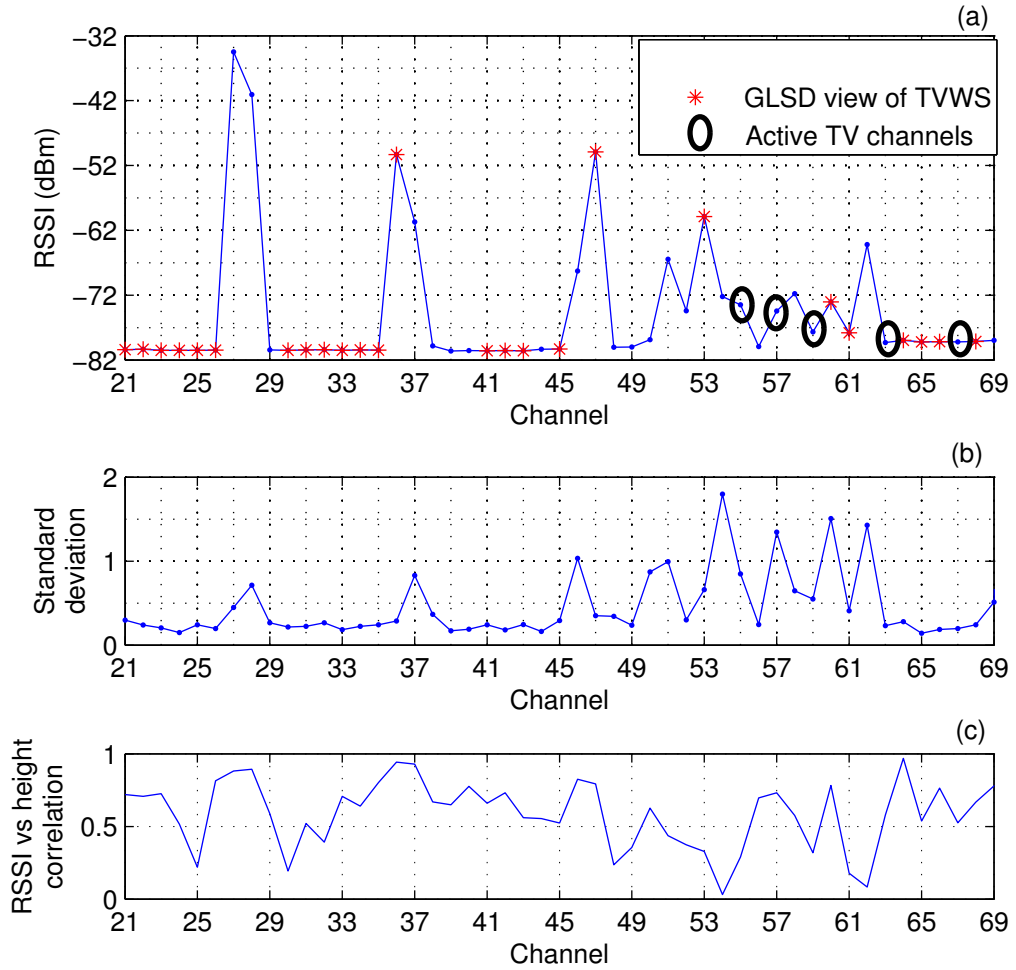 (a)
−32
−42
−52
−62
−72
−82
RSSI (dBm)
GLSD view of TVWS
Active TV channels
21 25 29 33 37 41 45 49 53 57 61 65 69
Channel
(b)
2
1
0
Standard
deviation
21 25 29 33 37 41 45 49 53 57 61 65 69
Channel
(c)
1
0.5
0
RSSI vs height
correlation
21 25 29 33 37 41 45 49 53 57 61 65 69
Channel